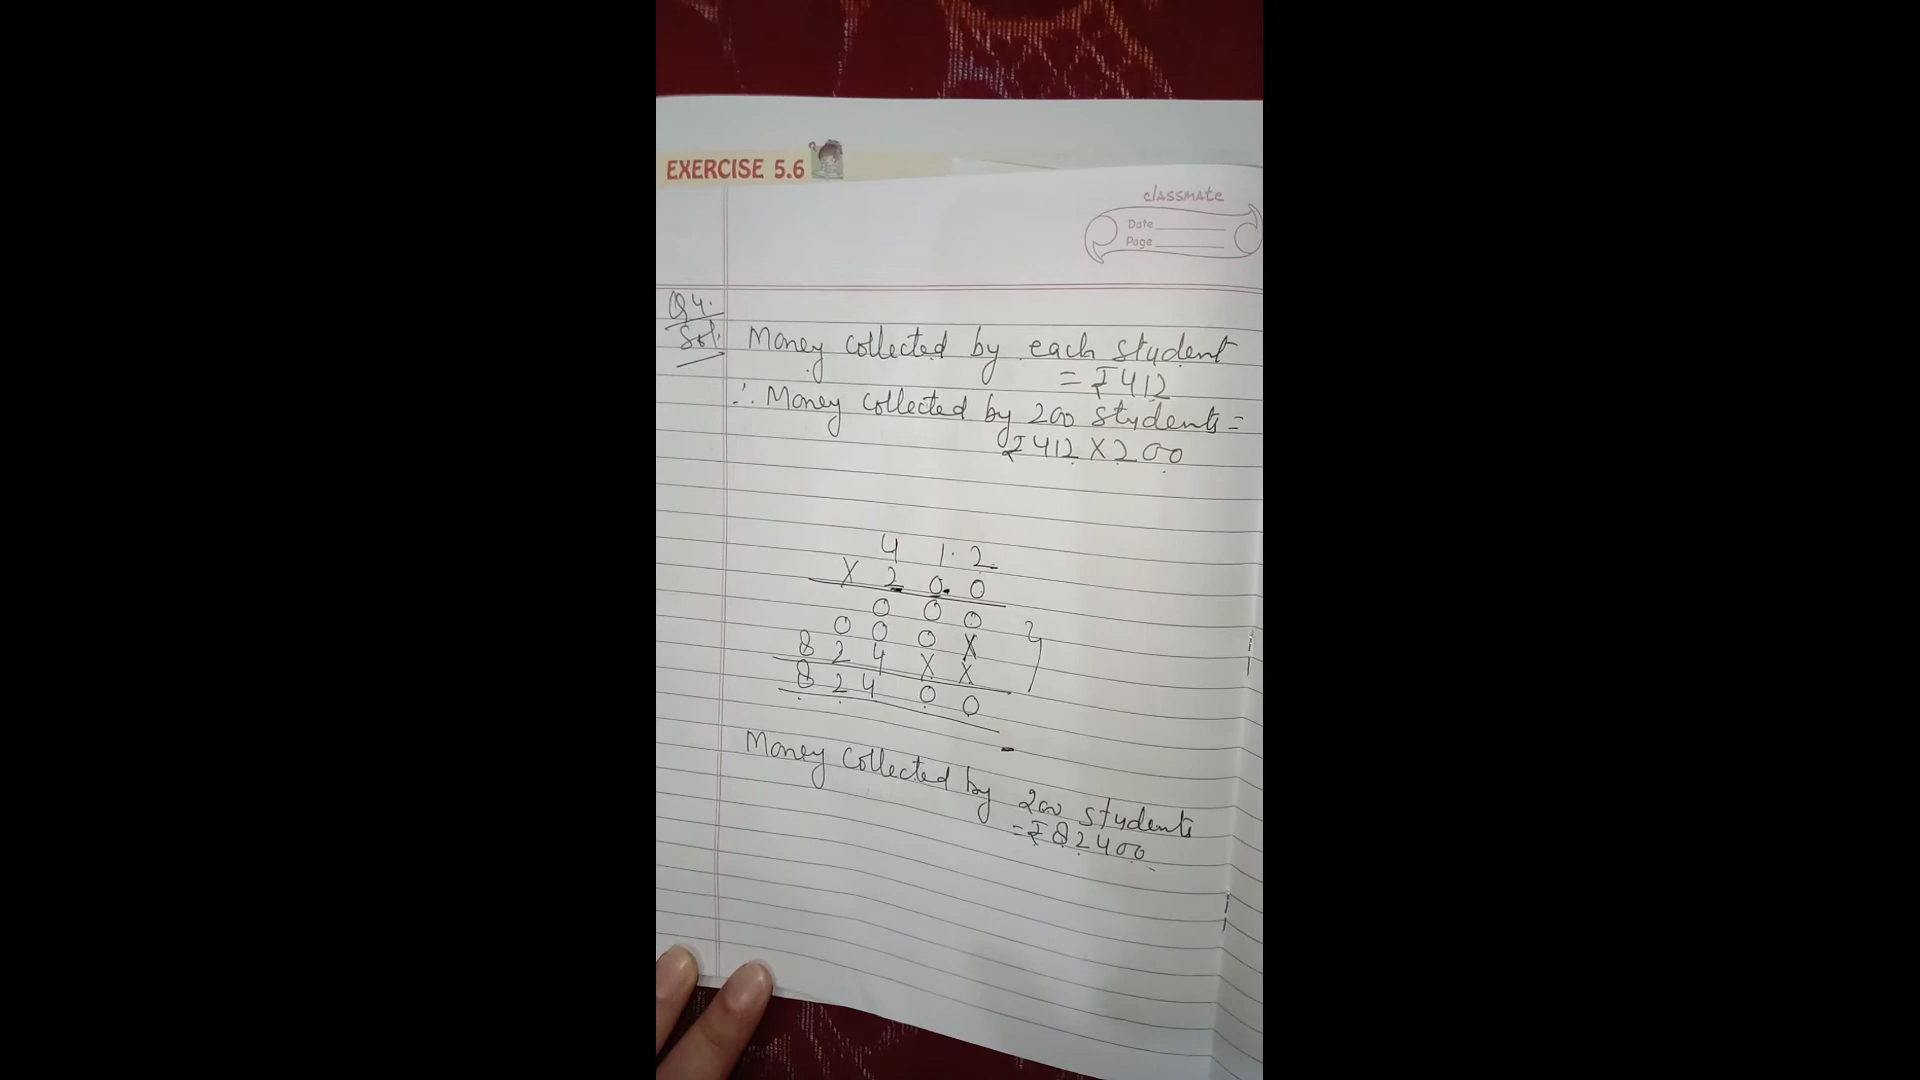 EXERCISE 5.6
classmate
Date
Page
Q4.
Sol. Money collected by each student
= ₹412
∴ Money collected by 200 students =
₹412 X 200
4 1 2
X 2 0 0
0 0 0
0 0 0 X
8 2 4 X X
8 2 4 0 0
Money collected by 200 students
= ₹82400